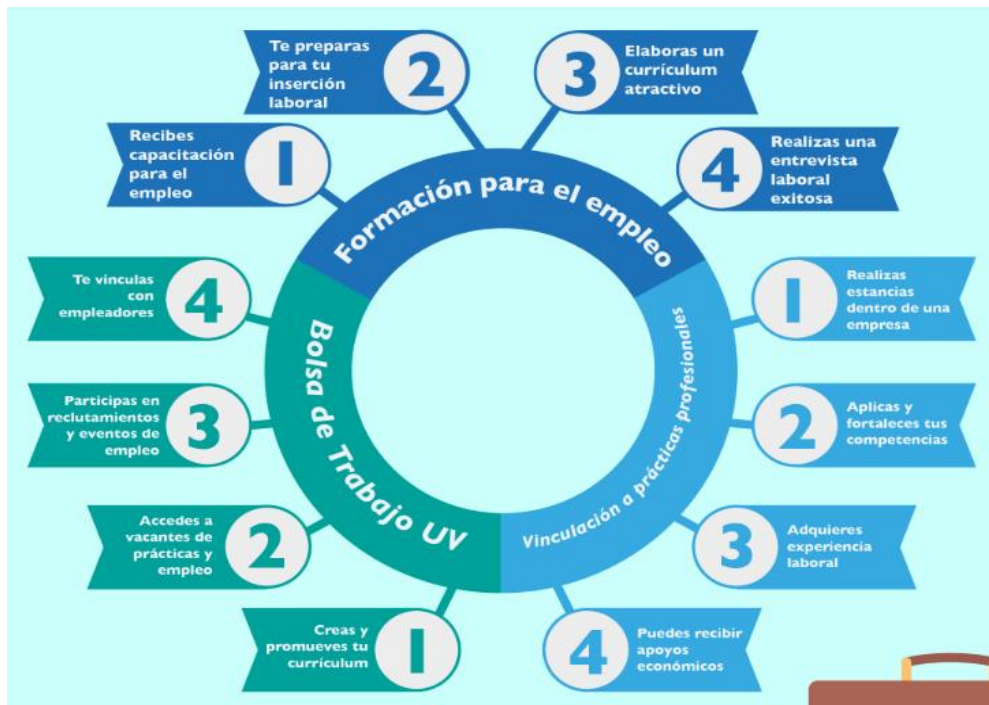 Formación para el empleo
1
Recibes
capacitación
para el
empleo
2
Te preparas
para tu
inserción
laboral
3
Elaboras un
currículum
atractivo
4
Realizas una
entrevista
laboral
exitosa
Vinculación a prácticas profesionales
1
Realizas
estancias
dentro de una
empresa
2
Aplicas y
fortaleces tus
competencias
3
Adquieres
experiencia
laboral
4
Puedes recibir
apoyos
económicos
Bolsa de Trabajo UV
1
Creas y
promueves tu
currículum
2
Accedes a
vacantes de
prácticas y
empleo
3
Participas en
reclutamientos
y eventos de
empleo
4
Te vinculas
con
empleadores